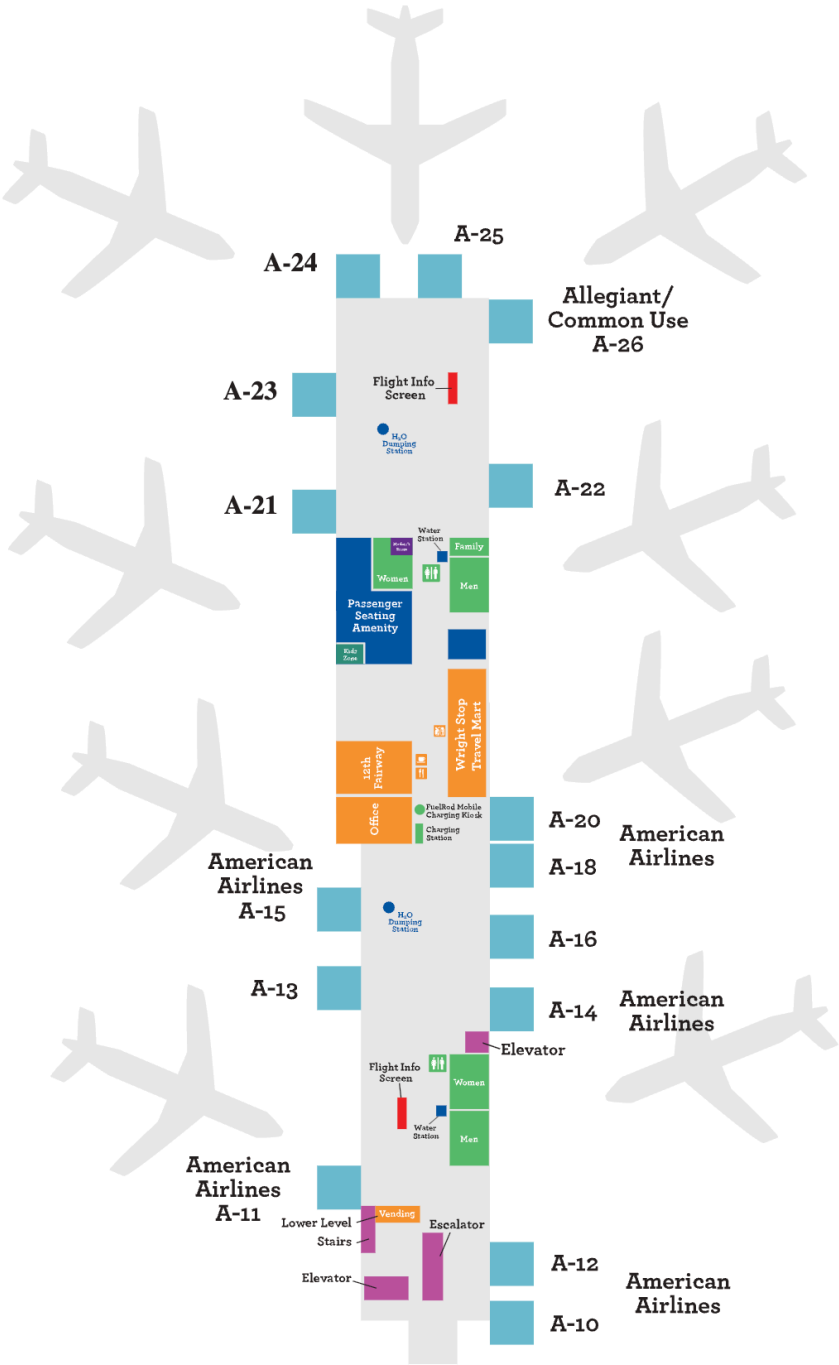 A-25
A-24
Allegiant/
Common Use
A-26
A-23
Flight Info
Screen
H₂O
Dumping
Station
A-22
A-21
Water
Station
Family
Women
Men
Passenger
Seating
Amenity
Kids
Zone
Wright Stop
Travel Mart
12th
Fairway
Office
FuelRod Mobile
Charging Kiosk
Charging
Station
A-20
American
Airlines
A-18
American
Airlines
A-15
H₂O
Dumping
Station
A-16
A-13
A-14
American
Airlines
Elevator
Flight Info
Screen
Women
Water
Station
Men
American
Airlines
A-11
Vending
Lower Level
Stairs
Escalator
Elevator
A-12
American
Airlines
A-10